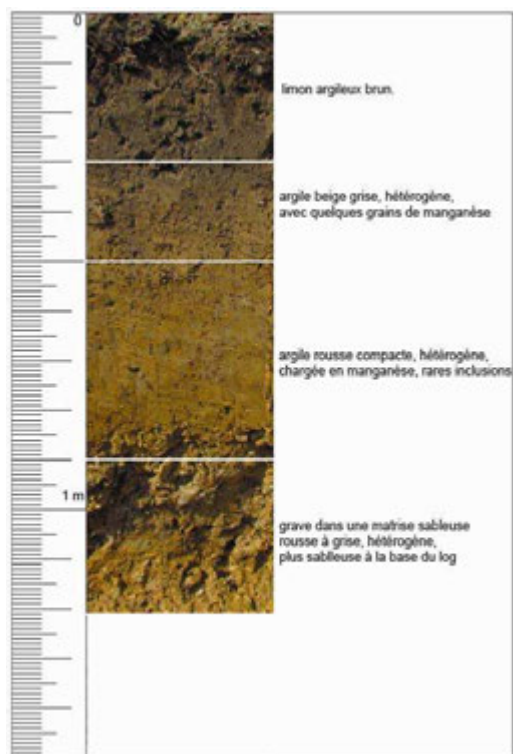 0
limon argileux brun.
argile beige grise, hétérogène,
avec quelques grains de manganèse
argile rousse compacte, hétérogène,
chargée en manganèse, rares inclusions
1 m
grave dans une matrise sableuse
rousse à grise, hétérogène,
plus sablleuse à la base du log